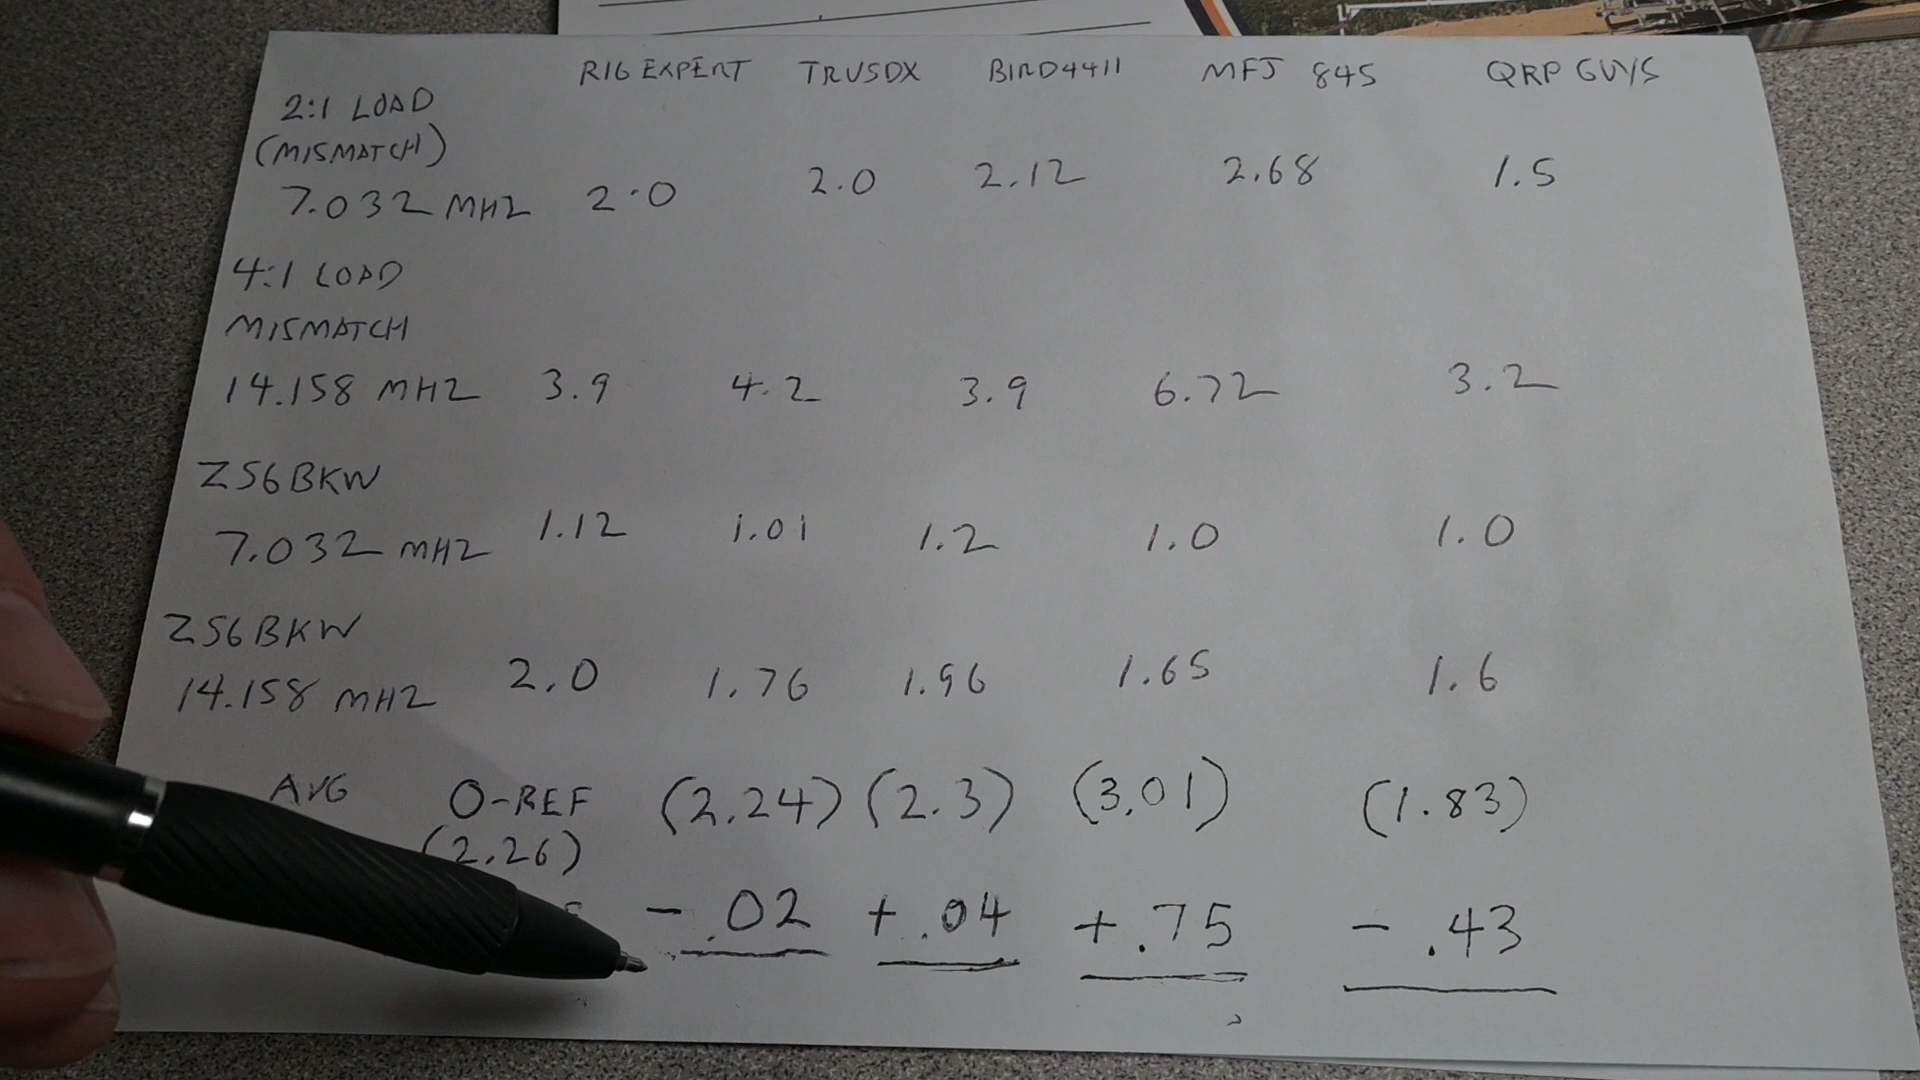 RIGEXPERT TRUSDX BIRD4411 MFJ 845 QRP GUYS
2:1 LOAD
(MISMATCH)
7.032 MHZ 2.0 2.0 2.12 2.68 1.5
4:1 LOAD
MISMATCH
14.158 MHZ 3.9 4.2 3.9 6.72 3.2
ZS6BKW
7.032 MHZ 1.12 1.01 1.2 1.0 1.0
ZS6BKW
14.158 MHZ 2.0 1.76 1.96 1.65 1.6
AVG 0-REF (2.24) (2.3) (3.01) (1.83)
(2.26)
-.02 +.04 +.75 -.43